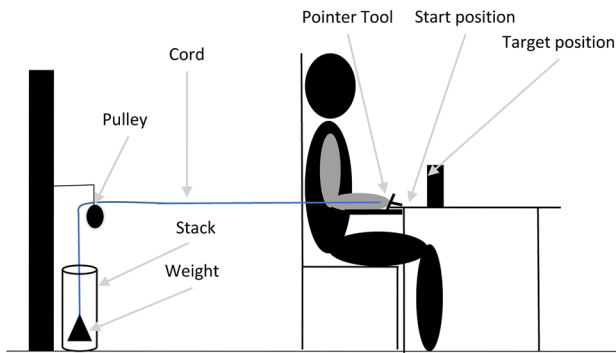 Pointer Tool
Start position
Target position
Cord
Pulley
Stack
Weight